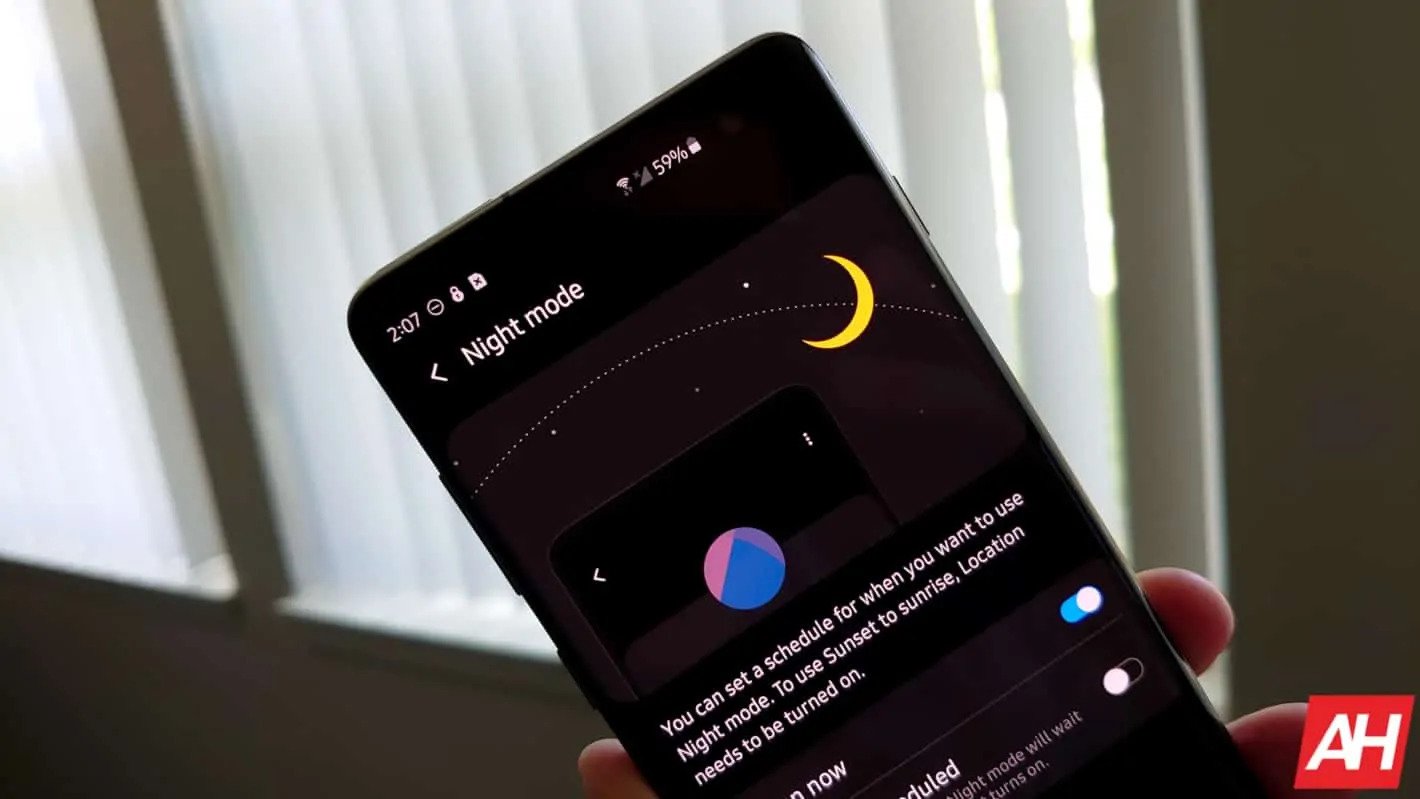 2:07
59%
Night mode
You can set a schedule for when you want to use
Night mode. To use Sunset to sunrise, Location
needs to be turned on.
now
Night mode will wait
turns on.
AH